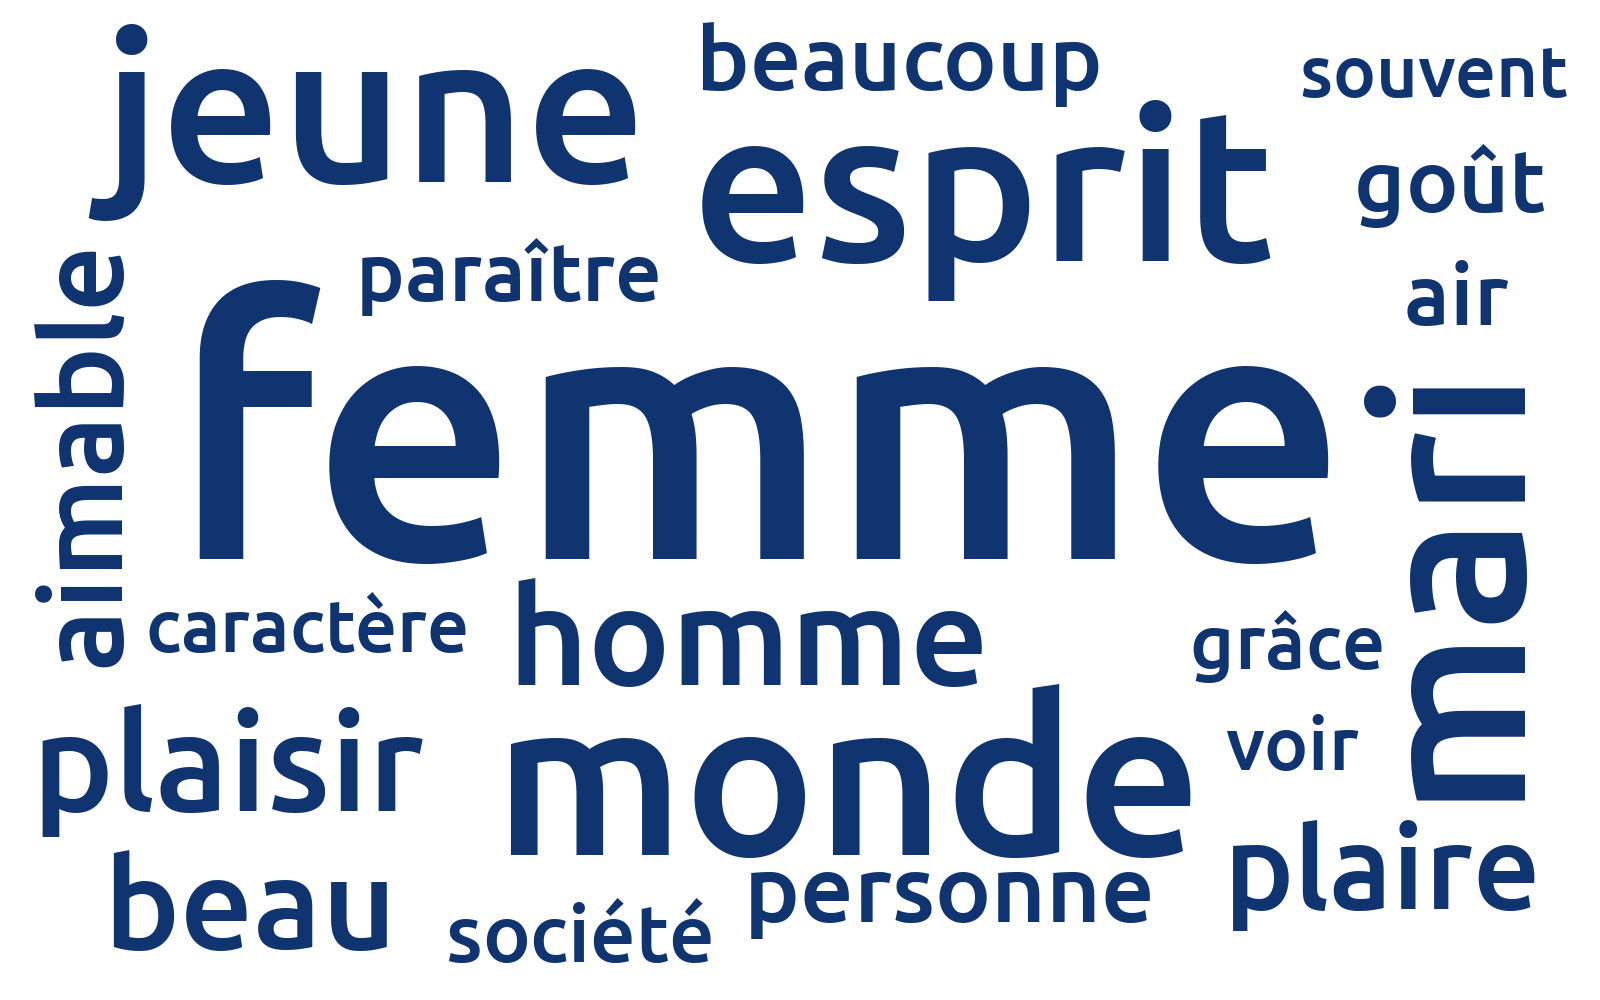 jeune
beaucoup
souvent
esprit
goût
paraître
air
aimable
femme
mari
caractère
homme
grâce
plaisir
monde
voir
beau
société
personne
plaire